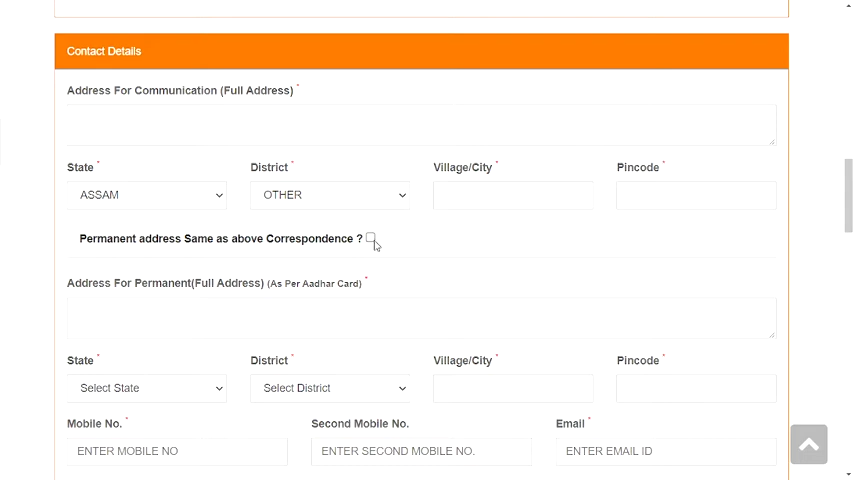 Contact Details
Address For Communication (Full Address) *
State * District * Village/City * Pincode *
ASSAM OTHER
Permanent address Same as above Correspondence ?
Address For Permanent(Full Address) (As Per Aadhar Card) *
State * District * Village/City * Pincode *
Select State Select District
Mobile No. * Second Mobile No. Email *
ENTER MOBILE NO ENTER SECOND MOBILE NO. ENTER EMAIL ID